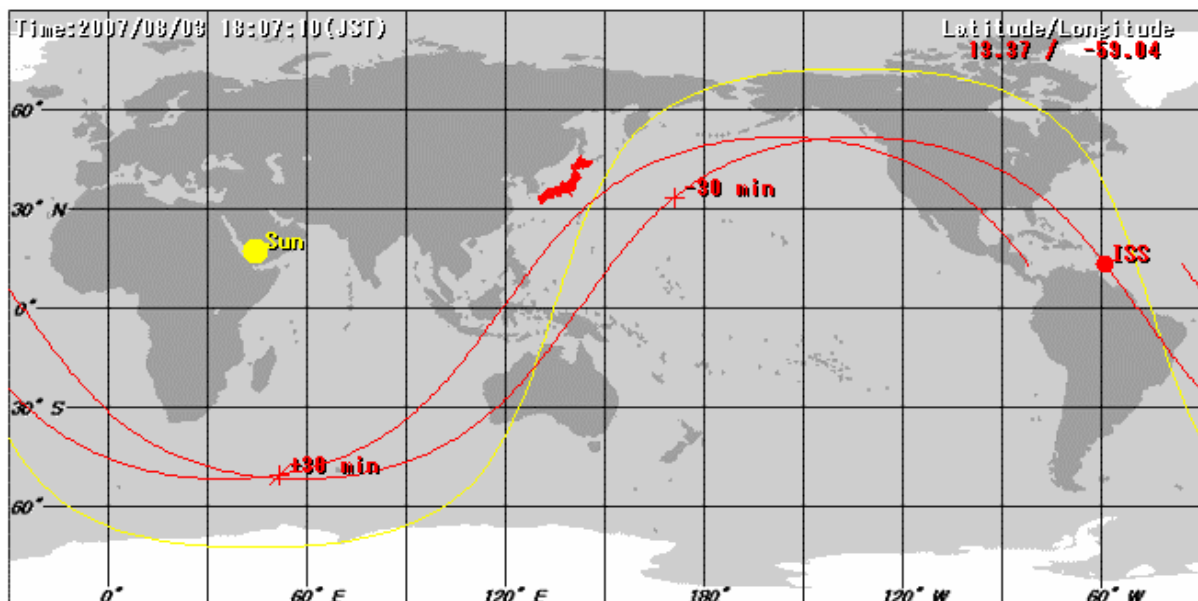 Time:2007/08/03 18:07:10(JST)
Latitude/Longitude
13.37 / -59.04
60°
-30 min
30° N
Sun
ISS
0°
30° S
+30 min
60°
0° 60° E 120° E 180° 120° W 60° W